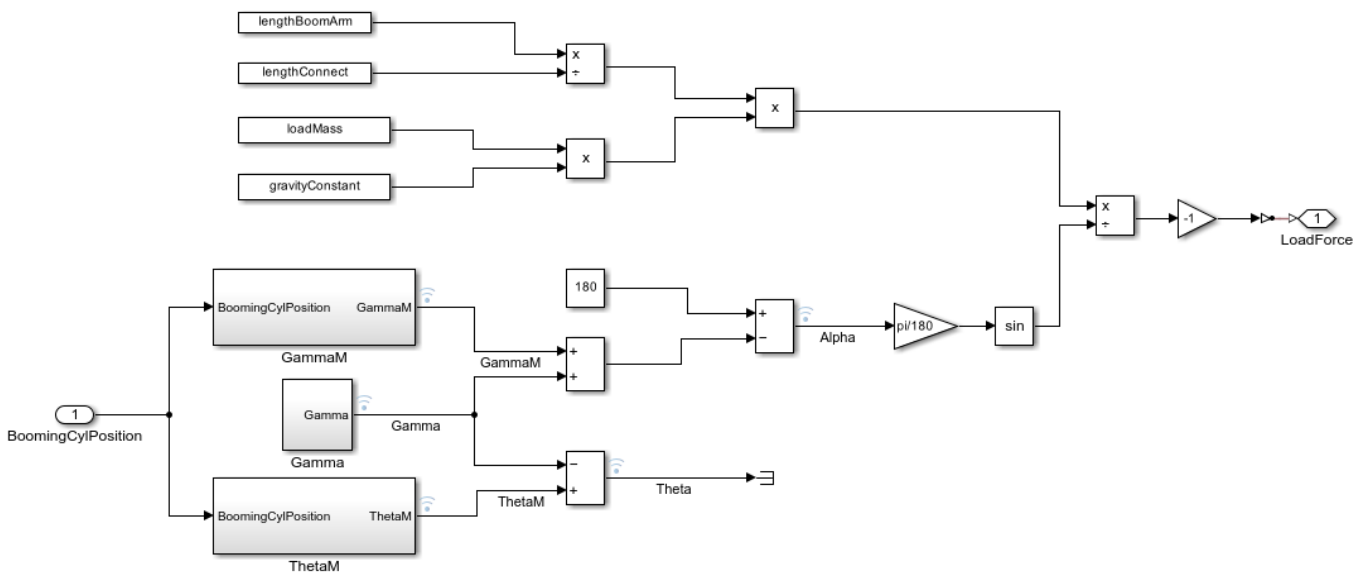 lengthBoomArm
lengthConnect
x
÷
x
loadMass
x
gravityConstant
x
÷
-1
1
LoadForce
BoomingCylPosition
GammaM
GammaM
180
+
−
Alpha
pi/180
sin
GammaM
+
+
Gamma
Gamma
Gamma
1
BoomingCylPosition
BoomingCylPosition
ThetaM
ThetaM
ThetaM
−
+
Theta